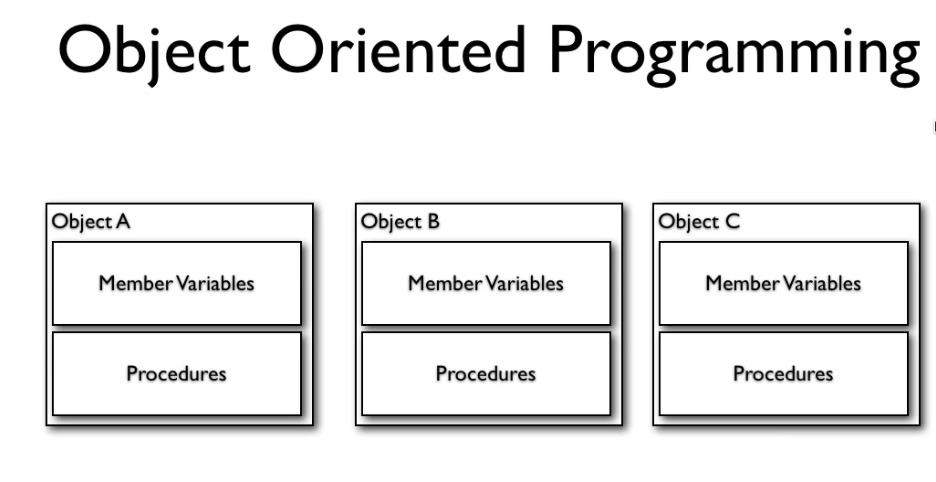 Object Oriented Programming
Object A
Member Variables
Procedures
Object B
Member Variables
Procedures
Object C
Member Variables
Procedures